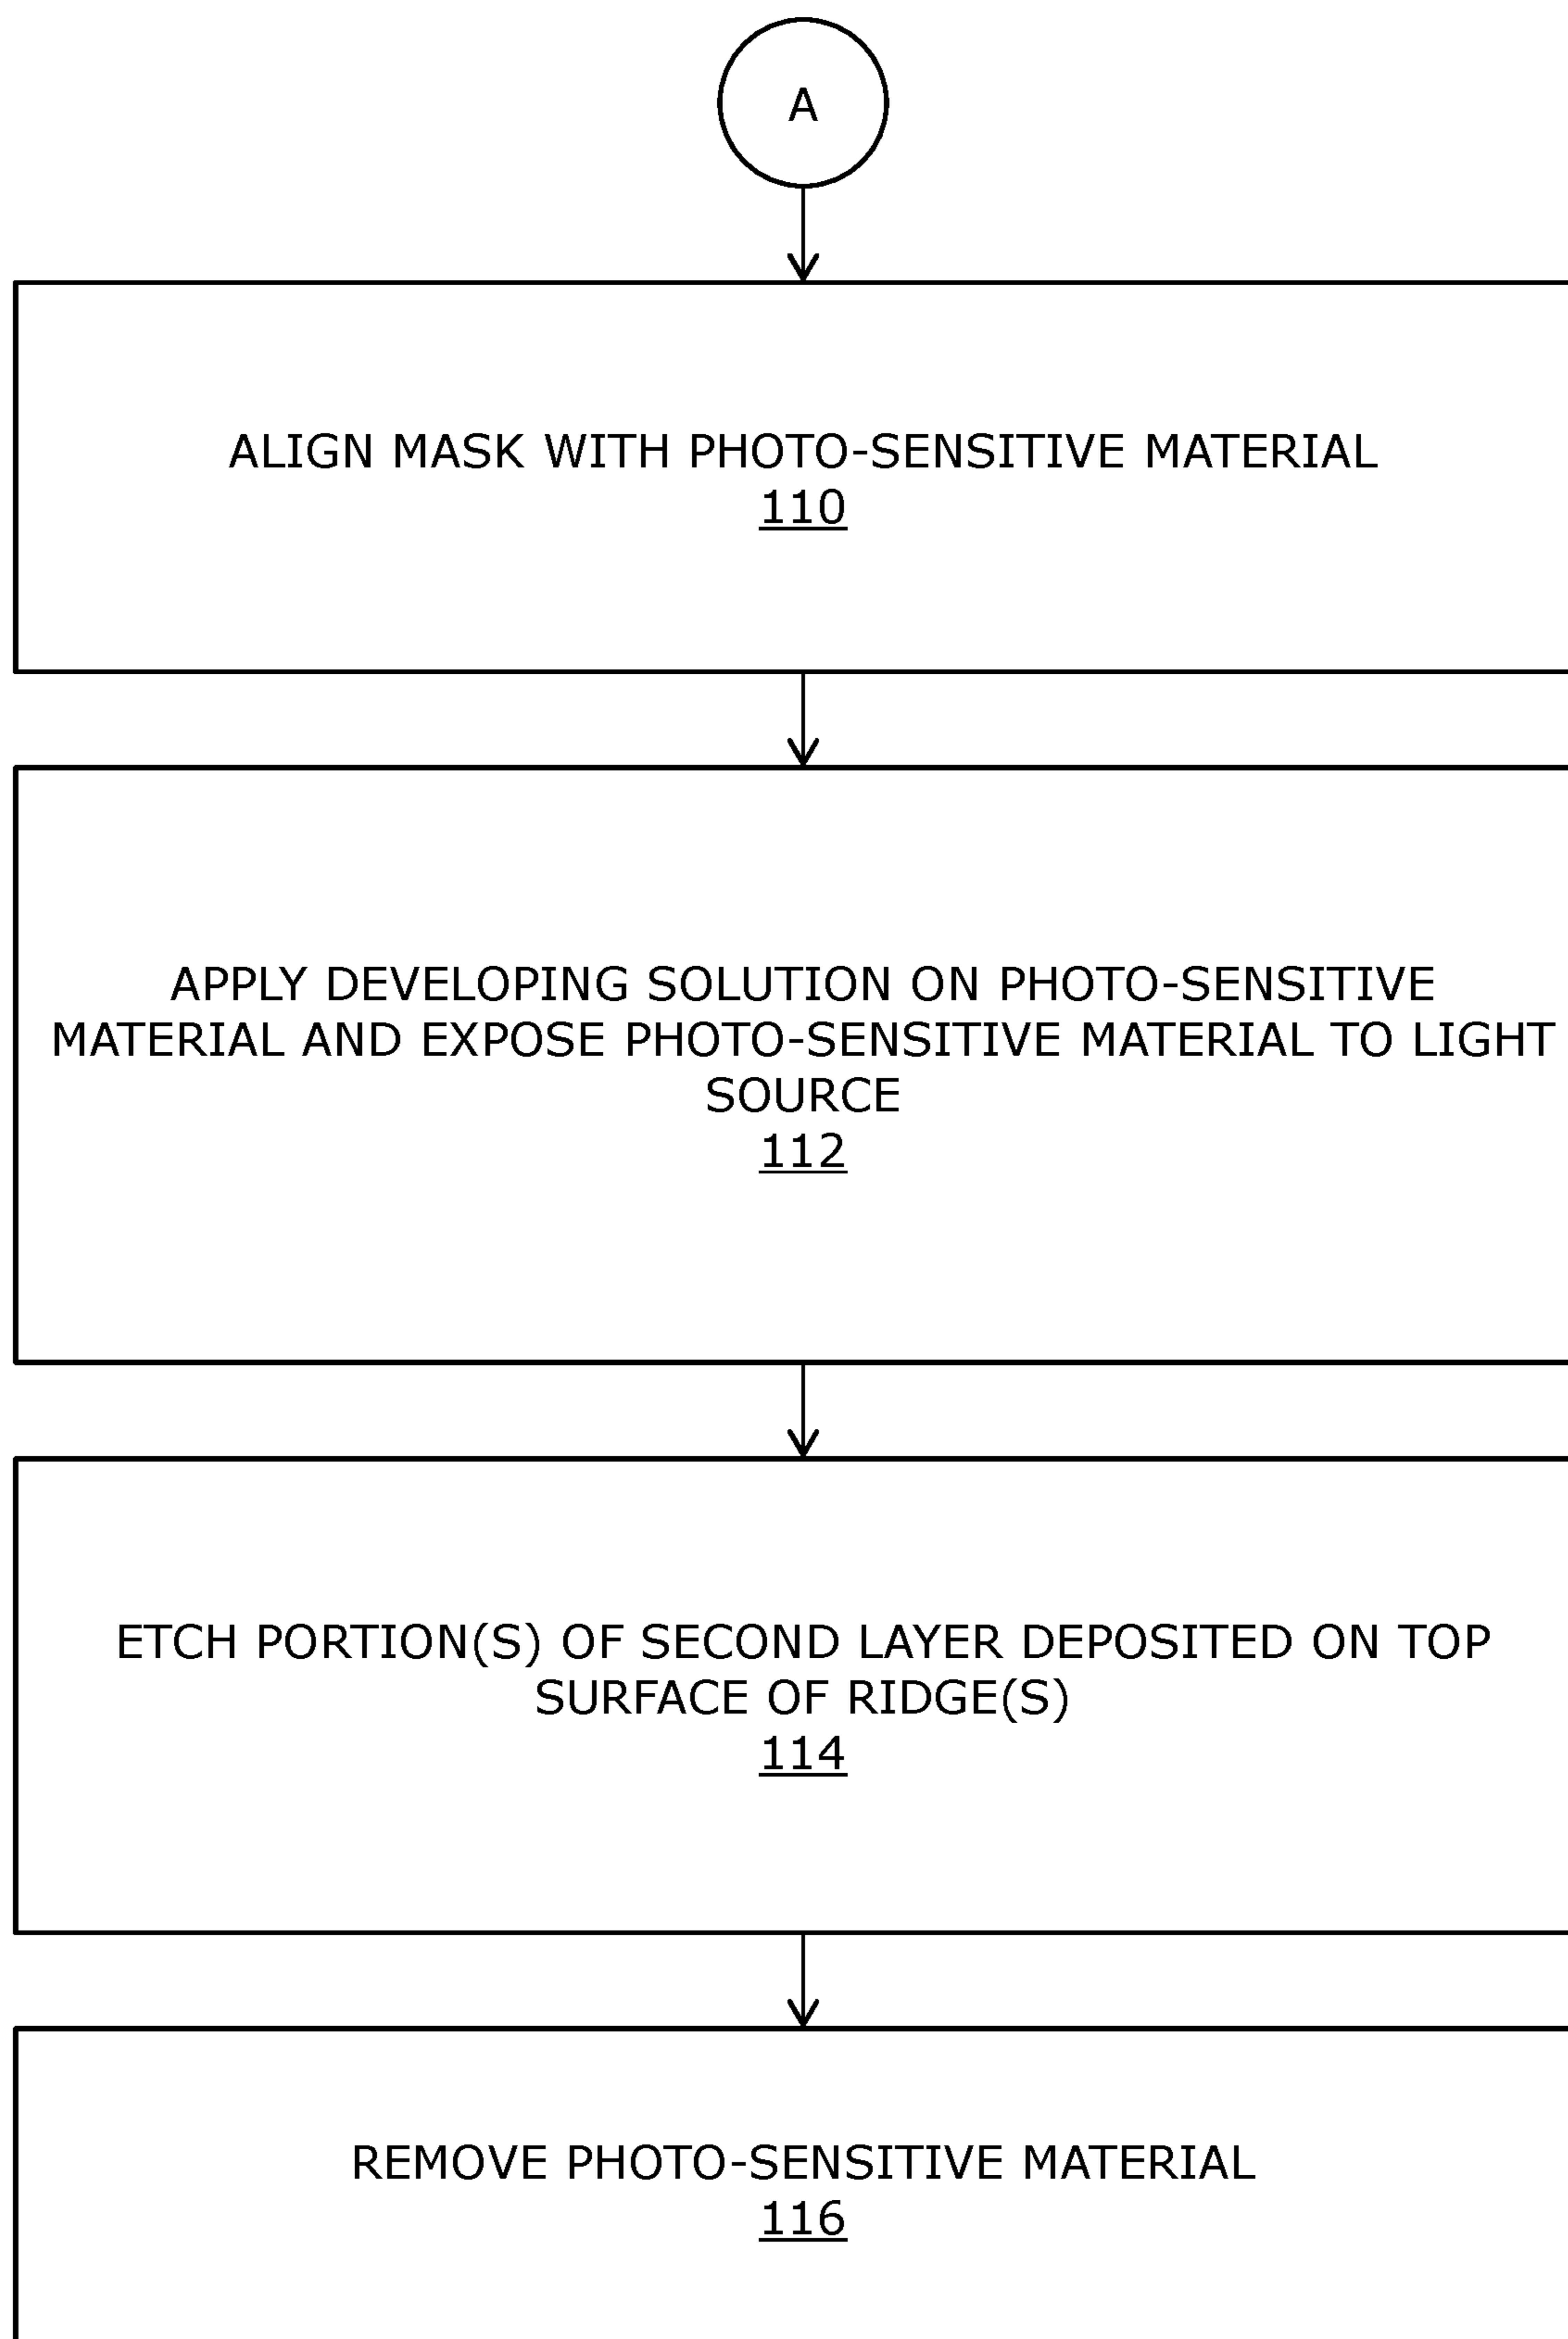 A
ALIGN MASK WITH PHOTO-SENSITIVE MATERIAL
110
APPLY DEVELOPING SOLUTION ON PHOTO-SENSITIVE
MATERIAL AND EXPOSE PHOTO-SENSITIVE MATERIAL TO LIGHT
SOURCE
112
ETCH PORTION(S) OF SECOND LAYER DEPOSITED ON TOP
SURFACE OF RIDGE(S)
114
REMOVE PHOTO-SENSITIVE MATERIAL
116